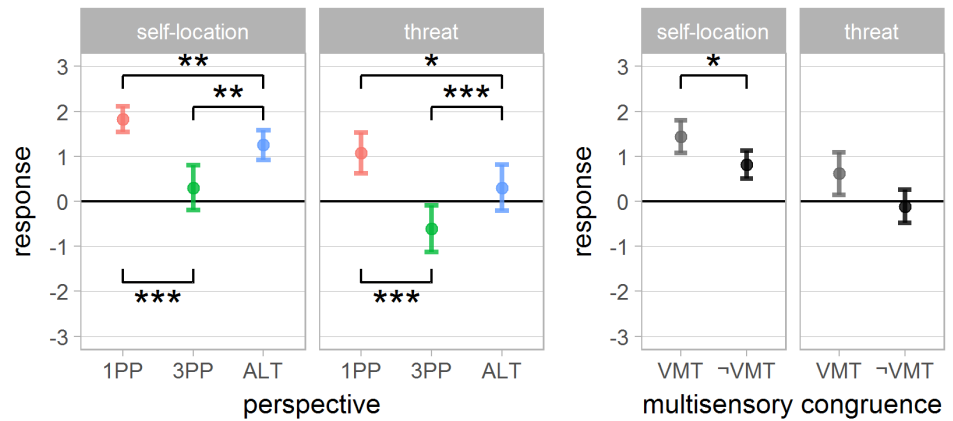 self-location threat
self-location threat
**
*
**
***
*
***
***
3
2
1
0
-1
-2
-3
response
1PP 3PP ALT
1PP 3PP ALT
perspective
3
2
1
0
-1
-2
-3
response
VMT ¬VMT
VMT ¬VMT
multisensory congruence